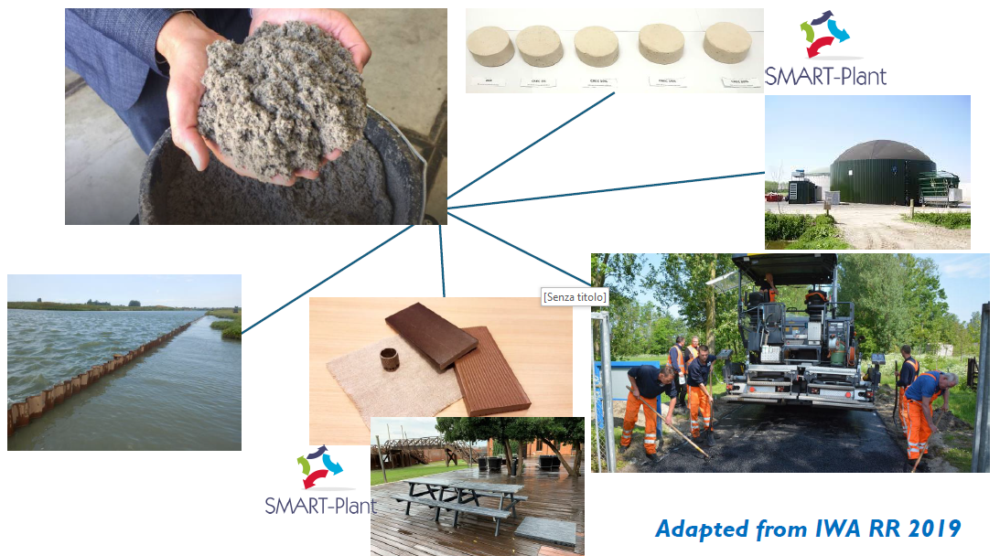 SMART-Plant
[Senza titolo]
SMART-Plant
Adapted from IWA RR 2019